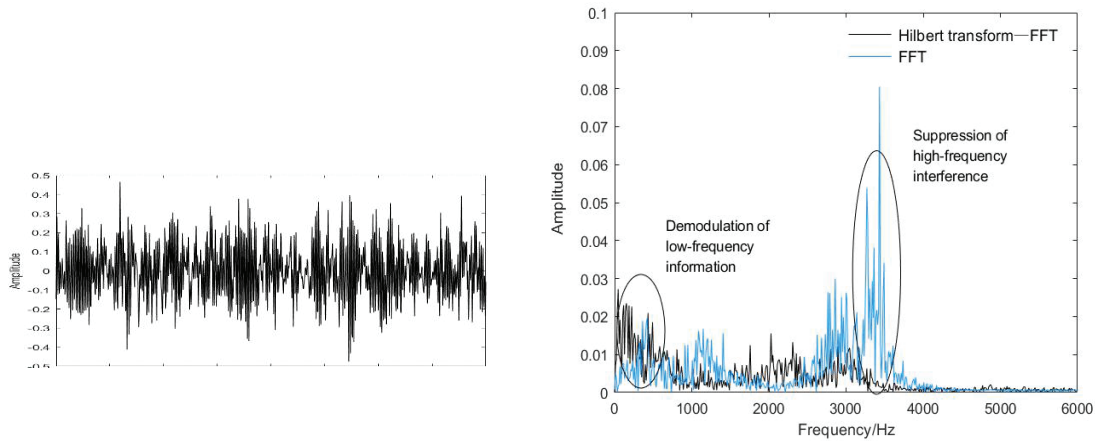 0.5
0.4
0.3
0.2
0.1
0
-0.1
-0.2
-0.3
-0.4
-0.5
Amplitude
0.1
0.09
0.08
0.07
0.06
0.05
0.04
0.03
0.02
0.01
0
Amplitude
Hilbert transform—FFT
FFT
Suppression of
high-frequency
interference
Demodulation of
low-frequency
information
0 1000 2000 3000 4000 5000 6000
Frequency/Hz